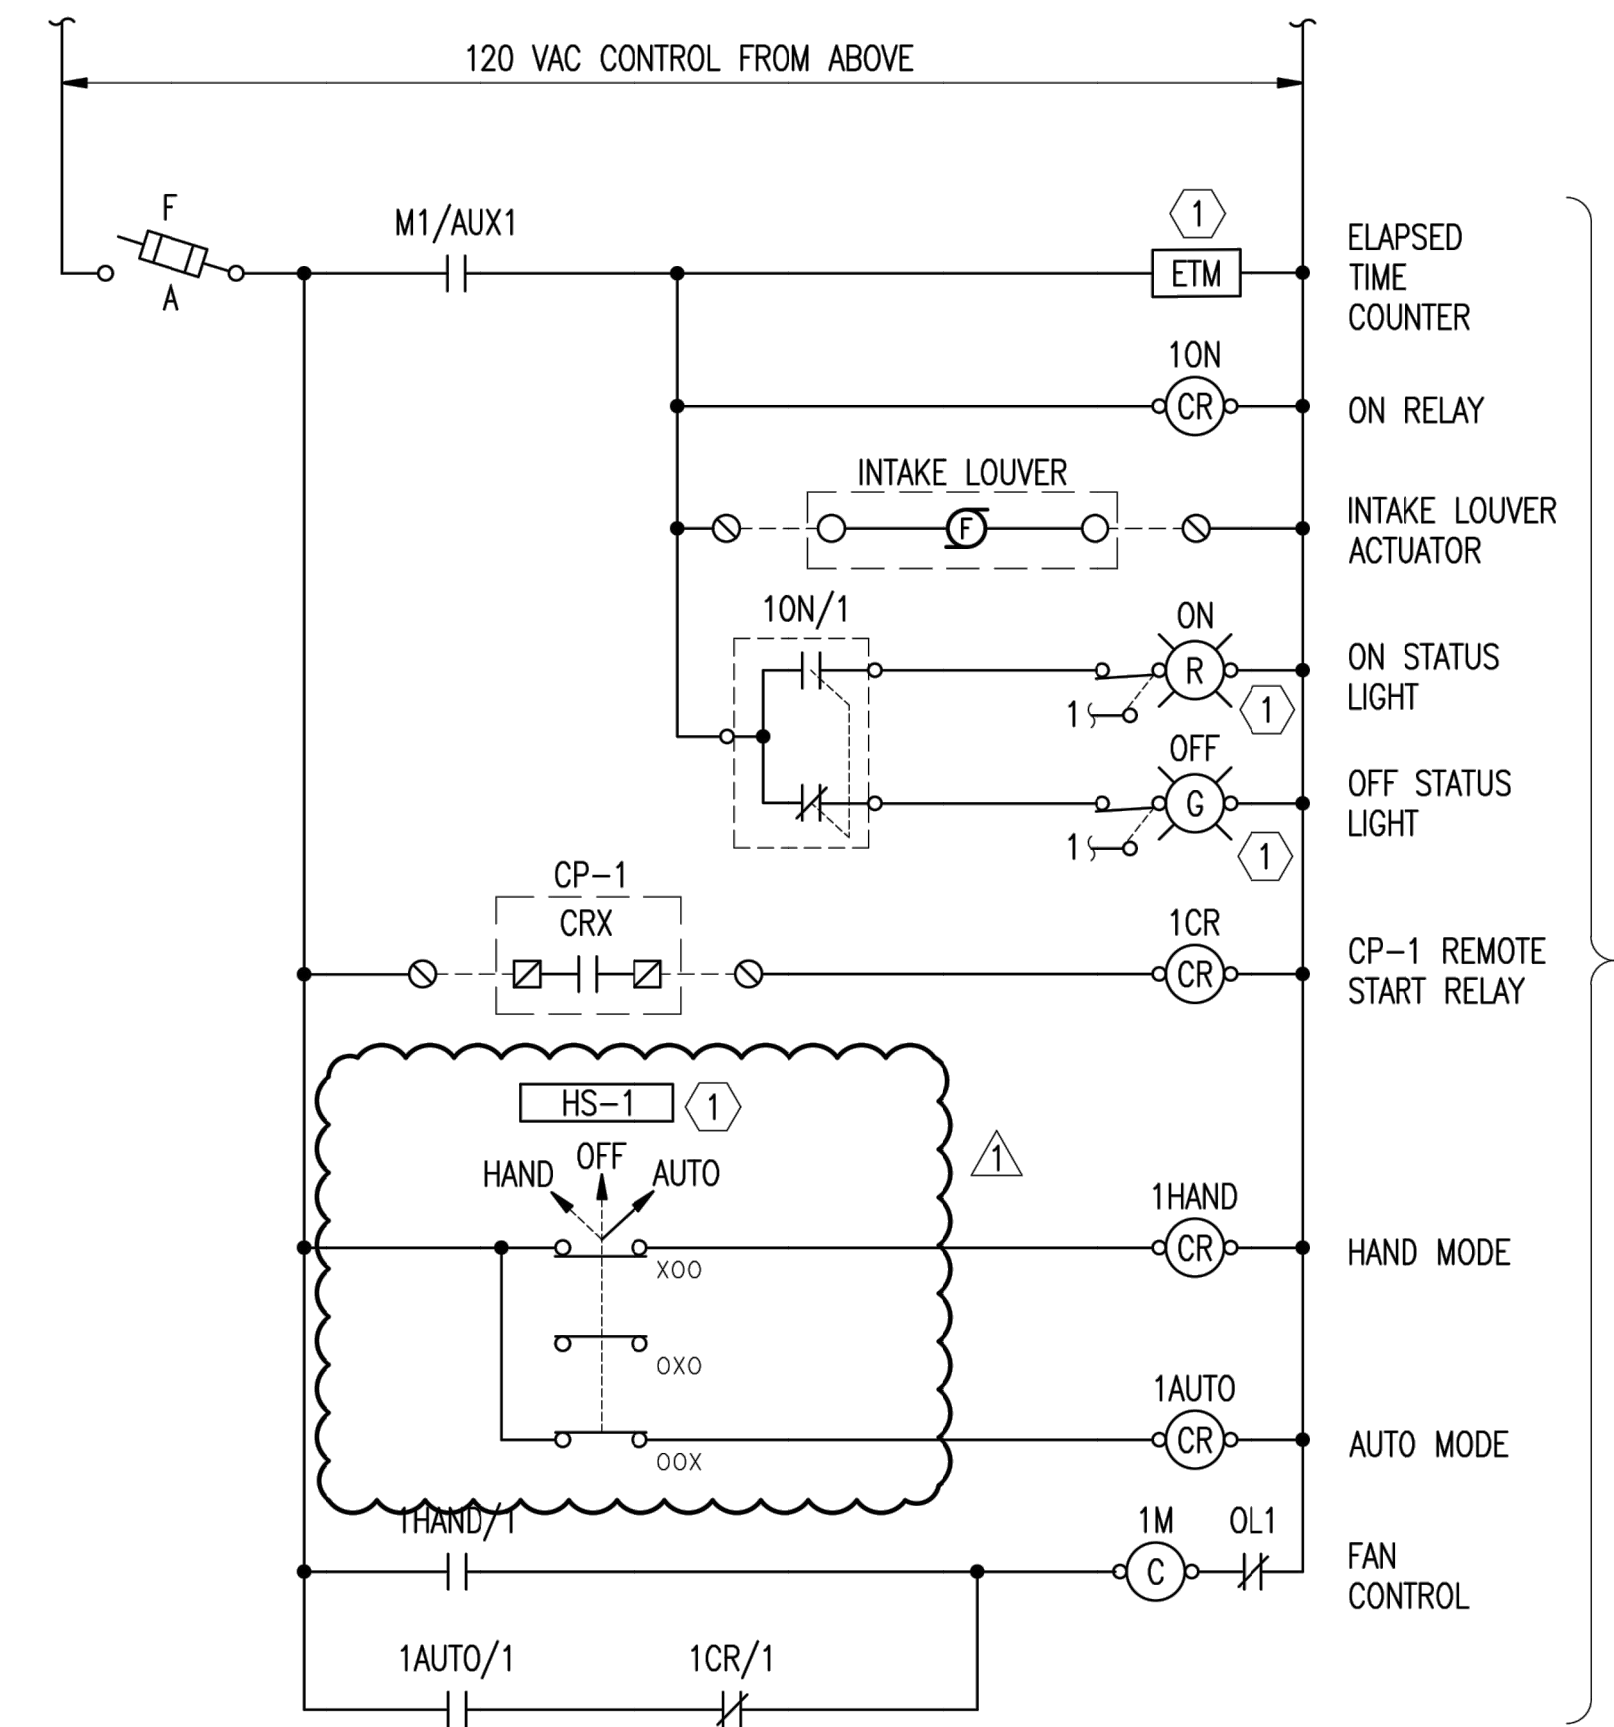 120 VAC CONTROL FROM ABOVE
F
A
M1/AUX1
1
ETM
ELAPSED
TIME
COUNTER
1ON
CR
ON RELAY
INTAKE LOUVER
F
INTAKE LOUVER
ACTUATOR
1ON/1
ON
R
1
1
ON STATUS
LIGHT
OFF
G
1
1
OFF STATUS
LIGHT
CP-1
CRX
1CR
CR
CP-1 REMOTE
START RELAY
HS-1
1
HAND
OFF
AUTO
1
XOO
1HAND
CR
HAND MODE
OXO
OOX
1AUTO
CR
AUTO MODE
1HAND/1
1M
C
OL1
FAN
CONTROL
1AUTO/1
1CR/1